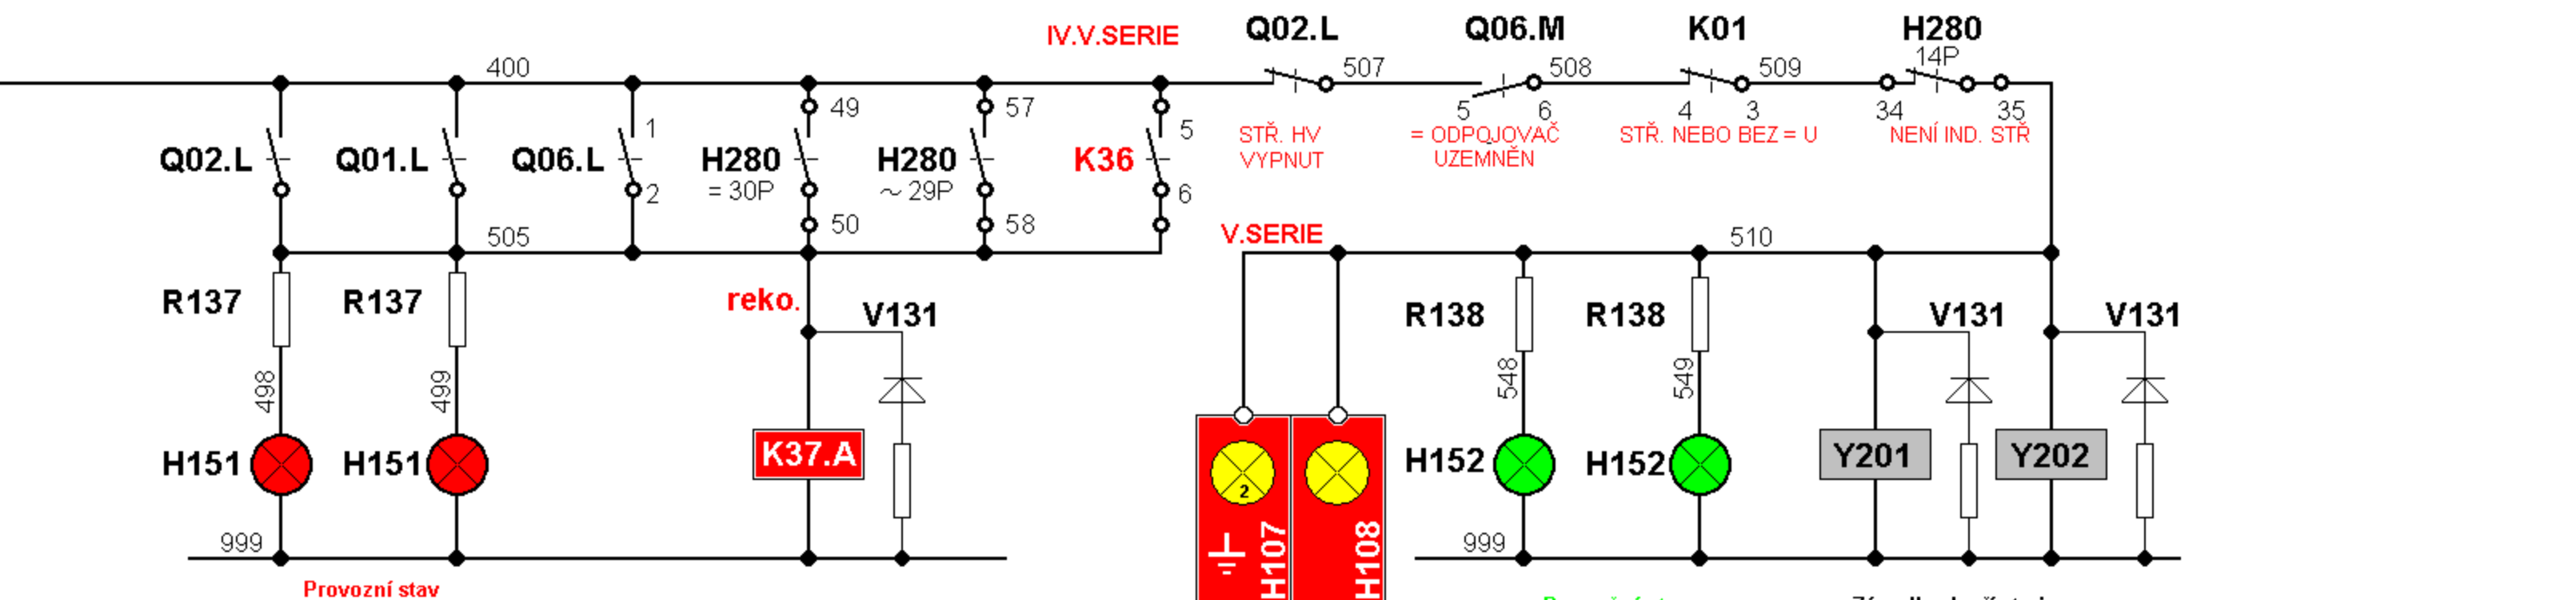 IV.V.SERIE
Q02.L
Q06.M
K01
H280
400
507
508
509
14P
5
6
4
3
34
35
STŘ. HV
VYPNUT
= ODPOJOVAČ
UZEMNĚN
STŘ. NEBO BEZ = U
NENÍ IND. STŘ
Q02.L
Q01.L
Q06.L
1
2
H280
= 30P
49
50
H280
~ 29P
57
58
K36
5
6
505
V.SERIE
510
R137
R137
reko.
V131
R138
R138
V131
V131
498
499
548
549
H151
H151
K37.A
2
H107
H108
H152
H152
Y201
Y202
999
999
Provozní stav